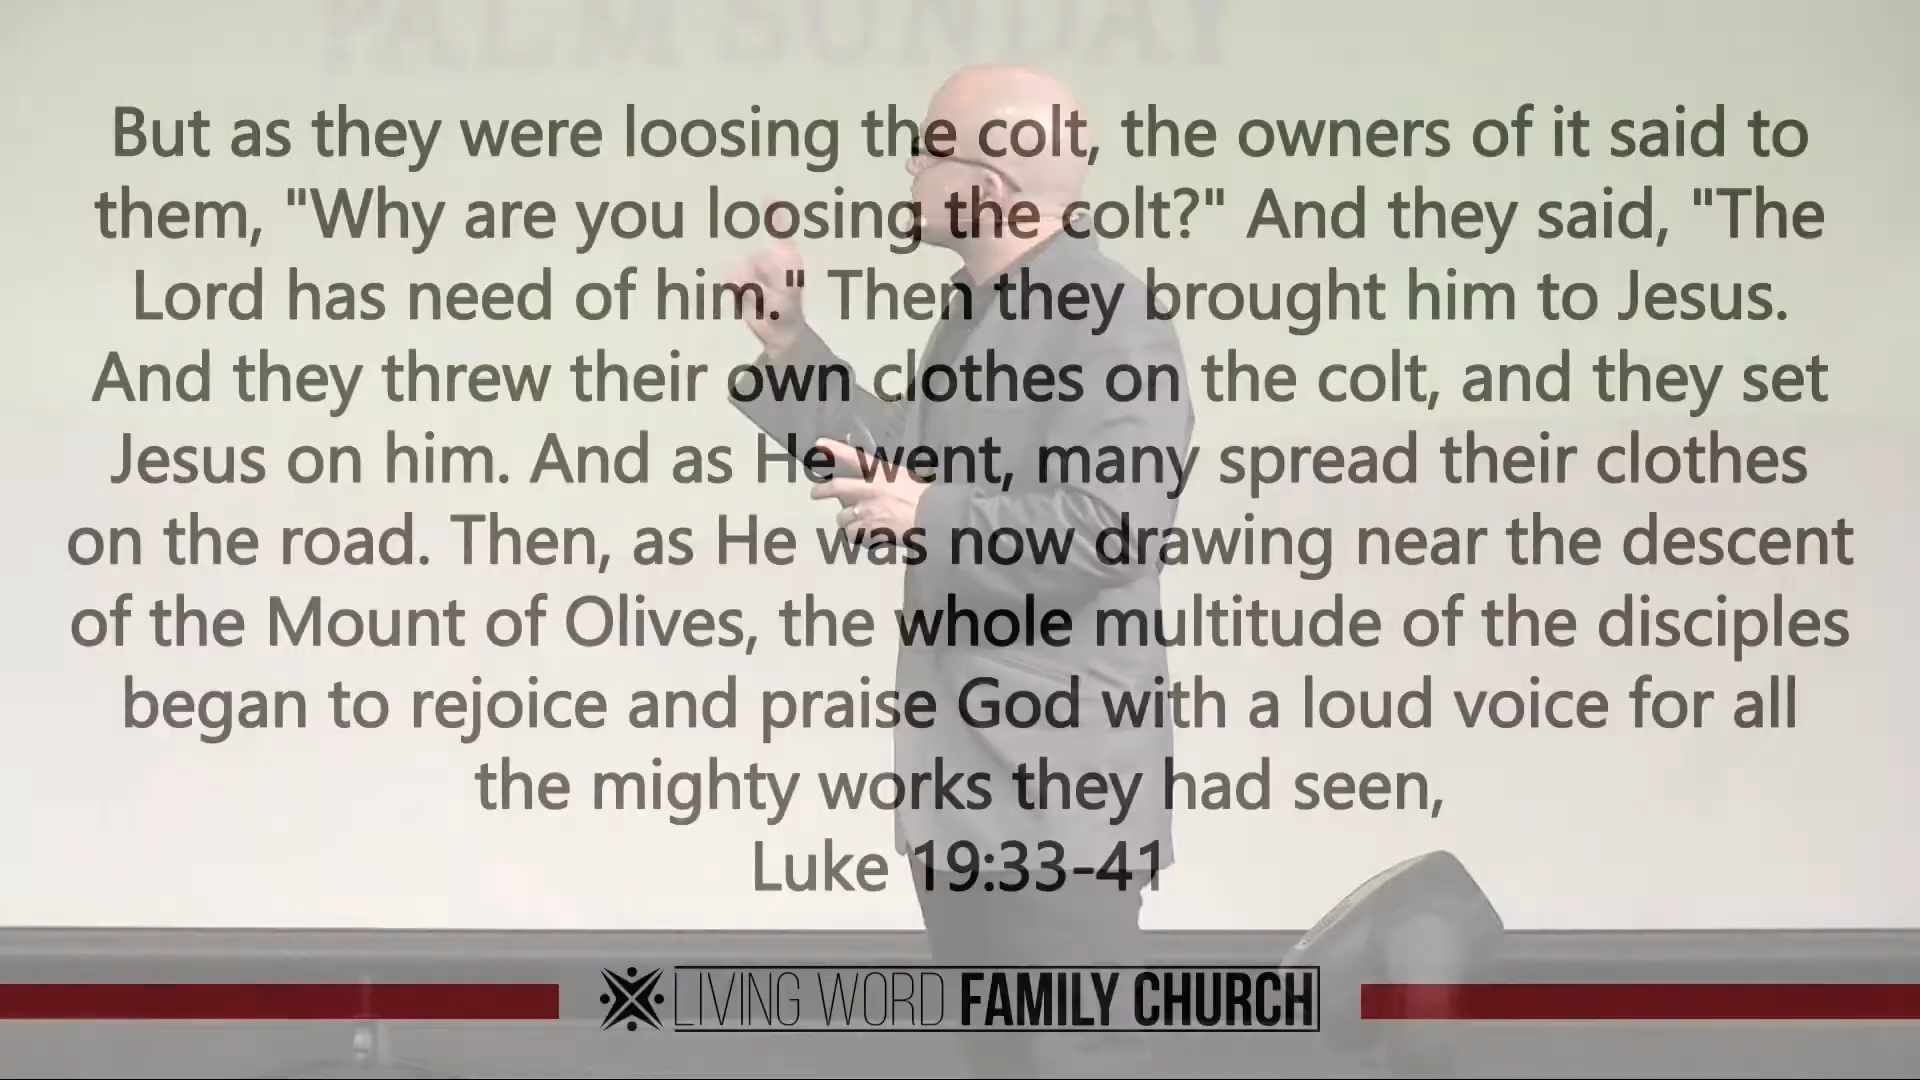 PALM SUNDAY
But as they were loosing the colt, the owners of it said to
them, "Why are you loosing the colt?" And they said, "The
Lord has need of him." Then they brought him to Jesus.
And they threw their own clothes on the colt, and they set
Jesus on him. And as He went, many spread their clothes
on the road. Then, as He was now drawing near the descent
of the Mount of Olives, the whole multitude of the disciples
began to rejoice and praise God with a loud voice for all
the mighty works they had seen,
Luke 19:33-41
LIVING WORD FAMILY CHURCH